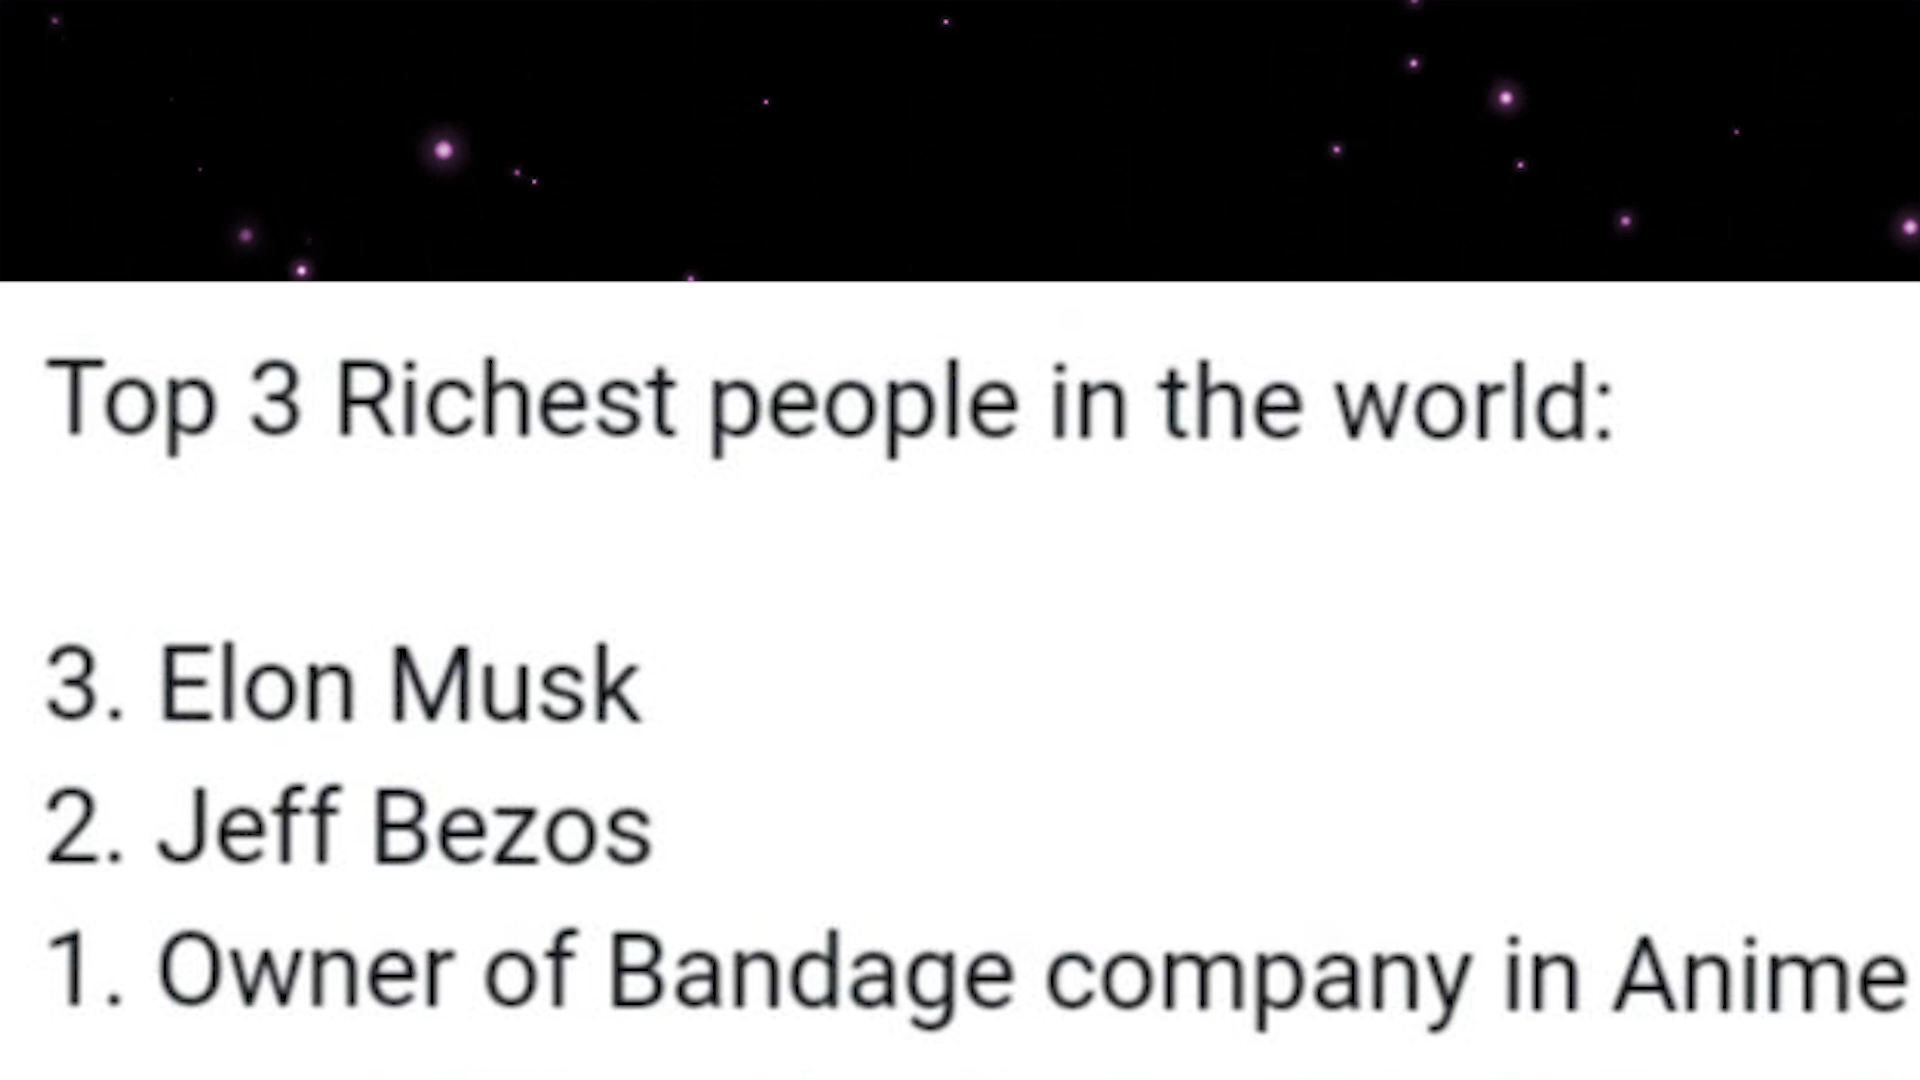 Top 3 Richest people in the world:
3. Elon Musk
2. Jeff Bezos
1. Owner of Bandage company in Anime